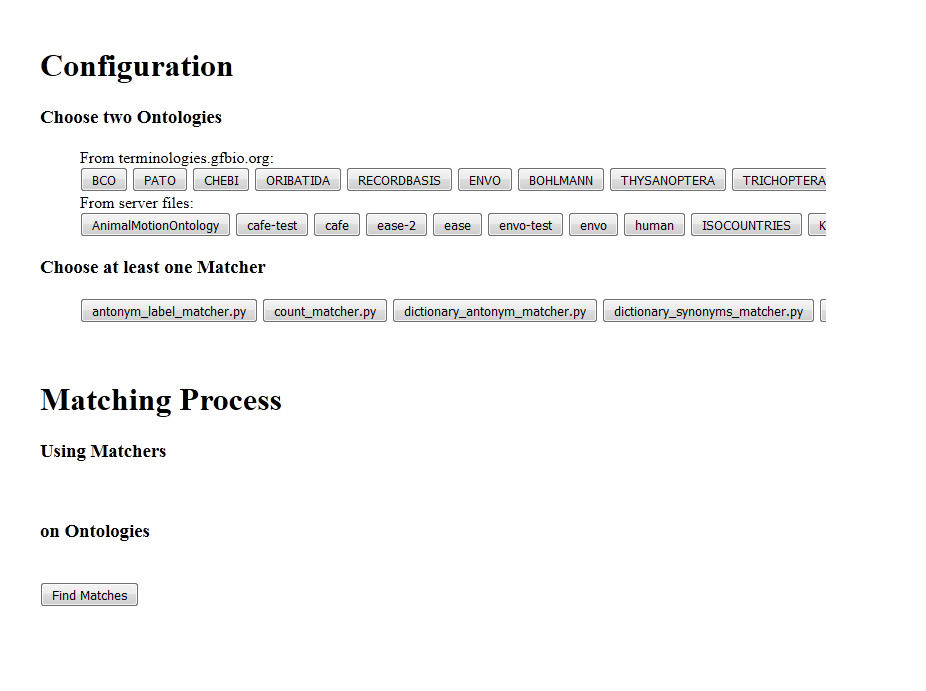 Configuration
Choose two Ontologies
From terminologies.gfbio.org:
BCO PATO CHEBI ORIBATIDA RECORDBASIS ENVO BOHLMANN THYSANOPTERA TRICHOPTERA
From server files:
AnimalMotionOntology cafe-test cafe ease-2 ease envo-test envo human ISOCOUNTRIES K
Choose at least one Matcher
antonym_label_matcher.py count_matcher.py dictionary_antonym_matcher.py dictionary_synonyms_matcher.py
Matching Process
Using Matchers
on Ontologies
Find Matches